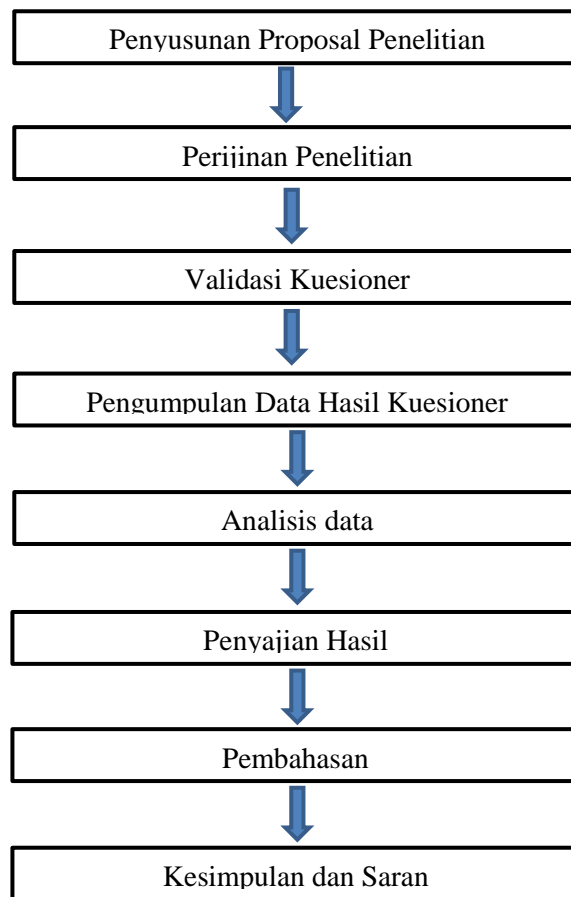 Penyusunan Proposal Penelitian
Perijinan Penelitian
Validasi Kuesioner
Pengumpulan Data Hasil Kuesioner
Analisis data
Penyajian Hasil
Pembahasan
Kesimpulan dan Saran